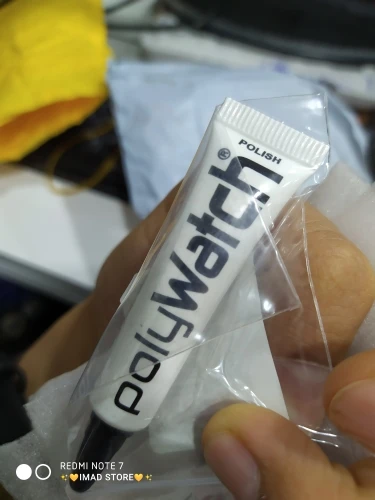 POLISH
polyWatch®
REDMI NOTE 7
✨💛IMAD STORE💛✨